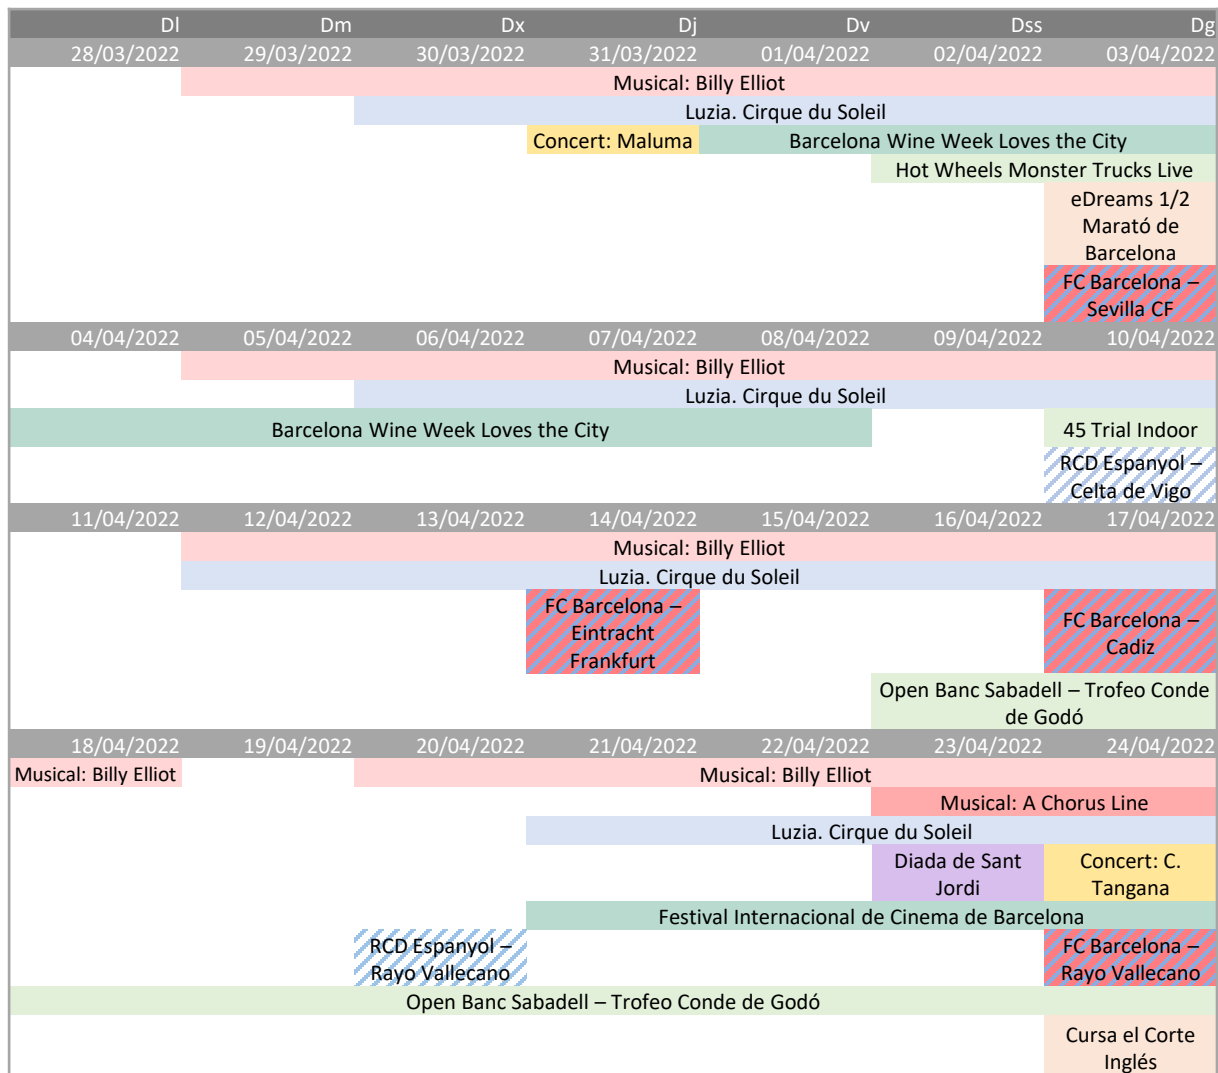 Dl Dm Dx Dj Dv Dss Dg
28/03/2022 29/03/2022 30/03/2022 31/03/2022 01/04/2022 02/04/2022 03/04/2022
Musical: Billy Elliot
Luzia. Cirque du Soleil
Concert: Maluma Barcelona Wine Week Loves the City
Hot Wheels Monster Trucks Live
eDreams 1/2
Marató de
Barcelona
FC Barcelona –
Sevilla CF
04/04/2022 05/04/2022 06/04/2022 07/04/2022 08/04/2022 09/04/2022 10/04/2022
Musical: Billy Elliot
Luzia. Cirque du Soleil
Barcelona Wine Week Loves the City 45 Trial Indoor
RCD Espanyol –
Celta de Vigo
11/04/2022 12/04/2022 13/04/2022 14/04/2022 15/04/2022 16/04/2022 17/04/2022
Musical: Billy Elliot
Luzia. Cirque du Soleil
FC Barcelona –
Eintracht
Frankfurt
FC Barcelona –
Cadiz
Open Banc Sabadell – Trofeo Conde
de Godó
18/04/2022 19/04/2022 20/04/2022 21/04/2022 22/04/2022 23/04/2022 24/04/2022
Musical: Billy Elliot Musical: Billy Elliot
Musical: A Chorus Line
Luzia. Cirque du Soleil
Diada de Sant
Jordi
Concert: C.
Tangana
Festival Internacional de Cinema de Barcelona
RCD Espanyol –
Rayo Vallecano
FC Barcelona –
Rayo Vallecano
Open Banc Sabadell – Trofeo Conde de Godó
Cursa el Corte
Inglés